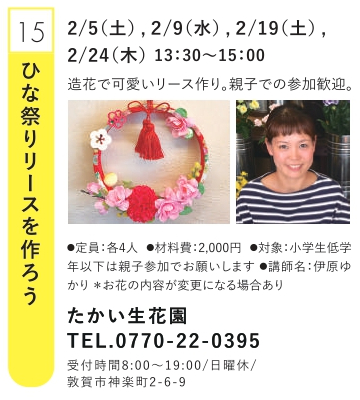 15
ひな祭りリースを作ろう
2/5（土）, 2/9（水）, 2/19（土）,
2/24（木） 13:30〜15:00
造花で可愛いリース作り。親子での参加歓迎。
●定員：各4人 ●材料費：2,000円 ●対象：小学生低学
年以下は親子参加でお願いします ●講師名：伊原ゆ
かり ＊お花の内容が変更になる場合あり
たかい生花園
TEL.0770-22-0395
受付時間8:00〜19:00/日曜休/
敦賀市神楽町2-6-9